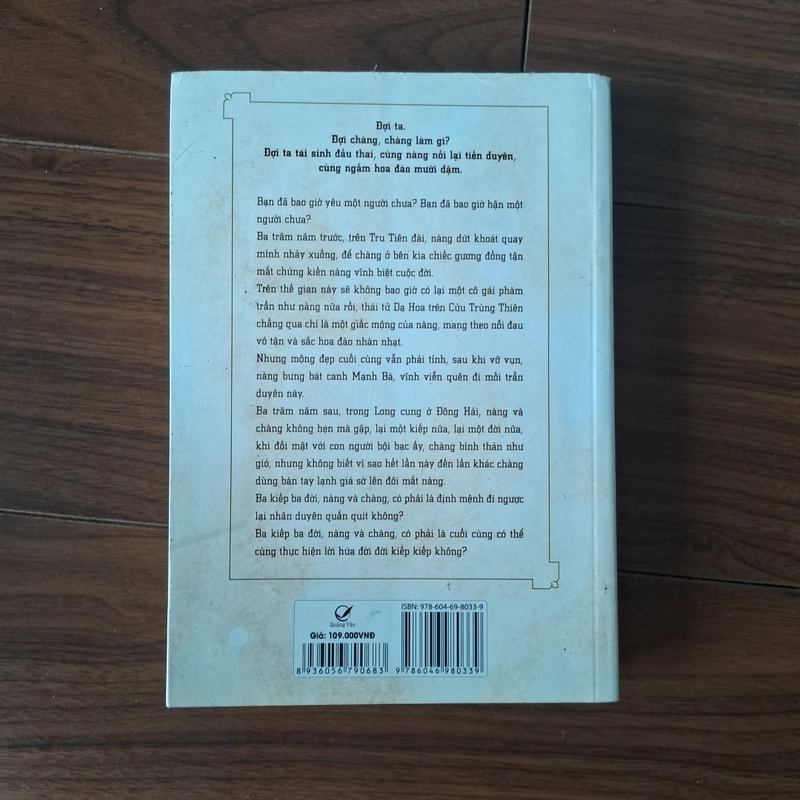 Đợi ta.
Đợi chàng, chàng làm gì?
Đợi ta tái sinh đầu thai, cùng nàng nối lại tiền duyên,
cùng ngắm hoa đào mười dặm.
Bạn đã bao giờ yêu một người chưa? Bạn đã bao giờ hận một
người chưa?
Ba trăm năm trước, trên Tru Tiên đài, nàng dứt khoát quay
mình nhảy xuống, để chàng ở bên kia chiếc gương đồng tận
mắt chứng kiến nàng vĩnh biệt cuộc đời.
Trên thế gian này sẽ không bao giờ có lại một cô gái phàm
trần như nàng nữa rồi, thái tử Dạ Hoa trên Cửu Trùng Thiên
chẳng qua chỉ là một giấc mộng của nàng, mang theo nỗi đau
vô tận và sắc hoa đào nhàn nhạt.
Nhưng mộng đẹp cuối cùng vẫn phải tỉnh, sau khi vỡ vụn,
nàng bưng bát canh Mạnh Bà, vĩnh viễn quên đi mối trần
duyên này.
Ba trăm năm sau, trong Long cung ở Đông Hải, nàng và
chàng không hẹn mà gặp, lại một kiếp nữa, lại một đời nữa,
khi đối mặt với con người bội bạc ấy, chàng bình thản như
gió, nhưng không biết vì sao hết lần này đến lần khác chàng
dùng bàn tay lạnh giá sờ lên đôi mắt nàng.
Ba kiếp ba đời, nàng và chàng, có phải là định mệnh đi ngược
lại nhân duyên quấn quít không?
Ba kiếp ba đời, nàng và chàng, có phải là cuối cùng có thể
cùng thực hiện lời hứa đời đời kiếp kiếp không?
Quảng Văn
Giá: 109.000VNĐ
8 936056 790683
ISBN: 978-604-69-8033-9
9 786046 980339